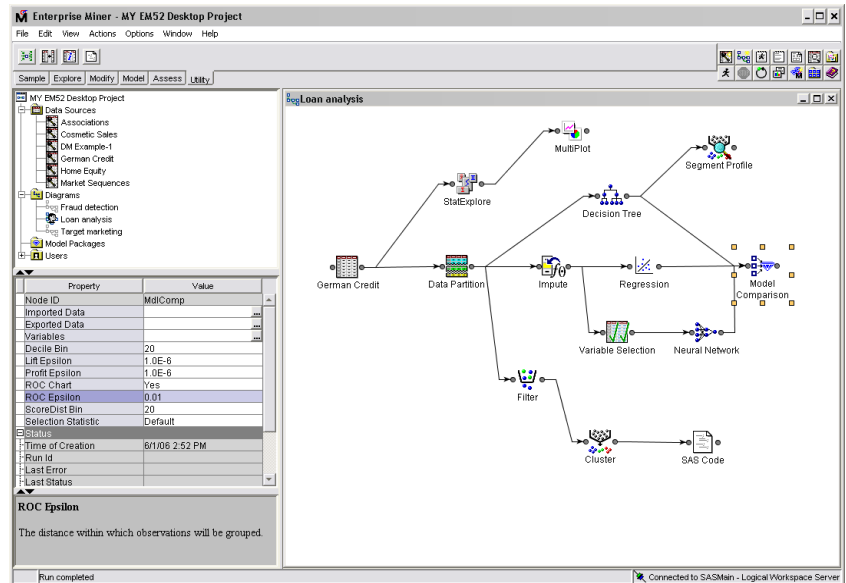 Enterprise Miner - MY EM52 Desktop Project
File Edit View Actions Options Window Help
Sample Explore Modify Model Assess Utility
MY EM52 Desktop Project
Data Sources
Associations
Cosmetic Sales
DM Example-1
German Credit
Home Equity
Market Sequences
Diagrams
Fraud detection
Loan analysis
Target marketing
Model Packages
Users
Property Value
Node ID MdlComp
Imported Data ...
Exported Data ...
Variables ...
Decile Bin 20
Lift Epsilon 1.0E-6
Profit Epsilon 1.0E-6
ROC Chart Yes
ROC Epsilon 0.01
ScoreDist Bin 20
Selection Statistic Default
Status
Time of Creation 6/1/06 2:52 PM
Run Id
Last Error
Last Status
ROC Epsilon
The distance within which observations will be grouped.
Loan analysis
MultiPlot
Segment Profile
StatExplore
Decision Tree
German Credit
Data Partition
Impute
Regression
Model
Comparison
Variable Selection
Neural Network
Filter
Cluster
SAS Code
Run completed
Connected to SASMain - Logical Workspace Server